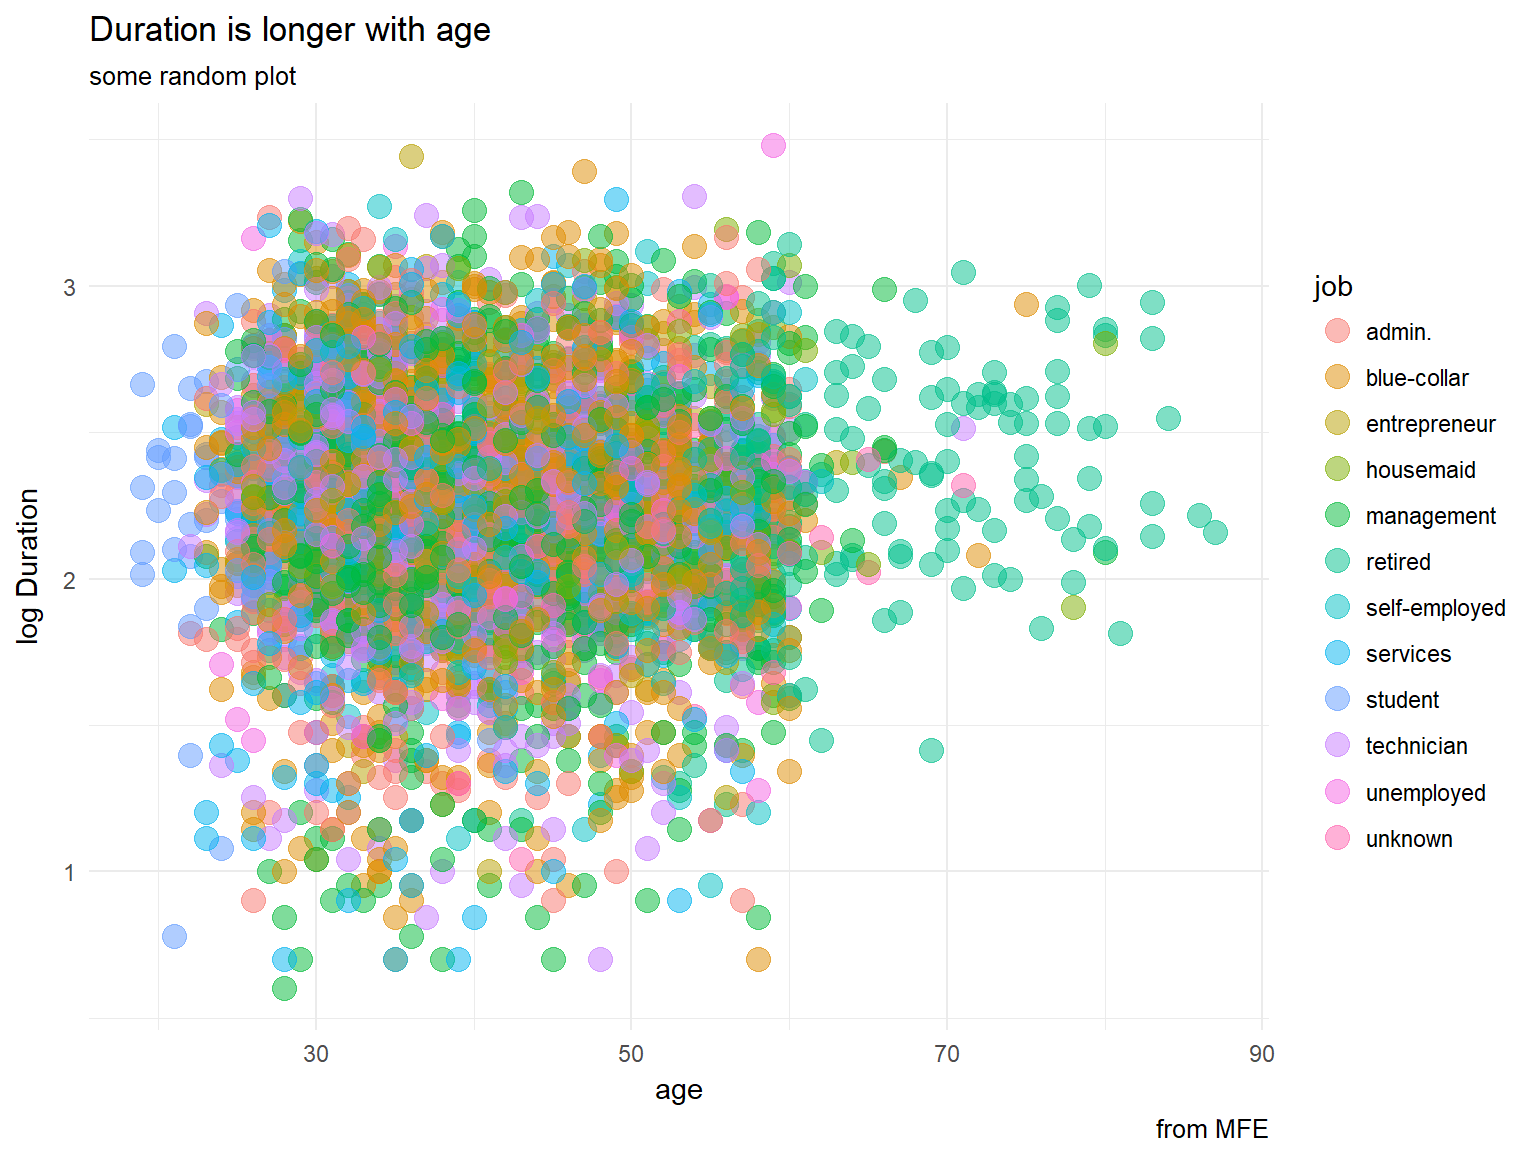 Duration is longer with age
some random plot
log Duration
3
2
1
30 50 70 90
age
from MFE
job
admin.
blue-collar
entrepreneur
housemaid
management
retired
self-employed
services
student
technician
unemployed
unknown